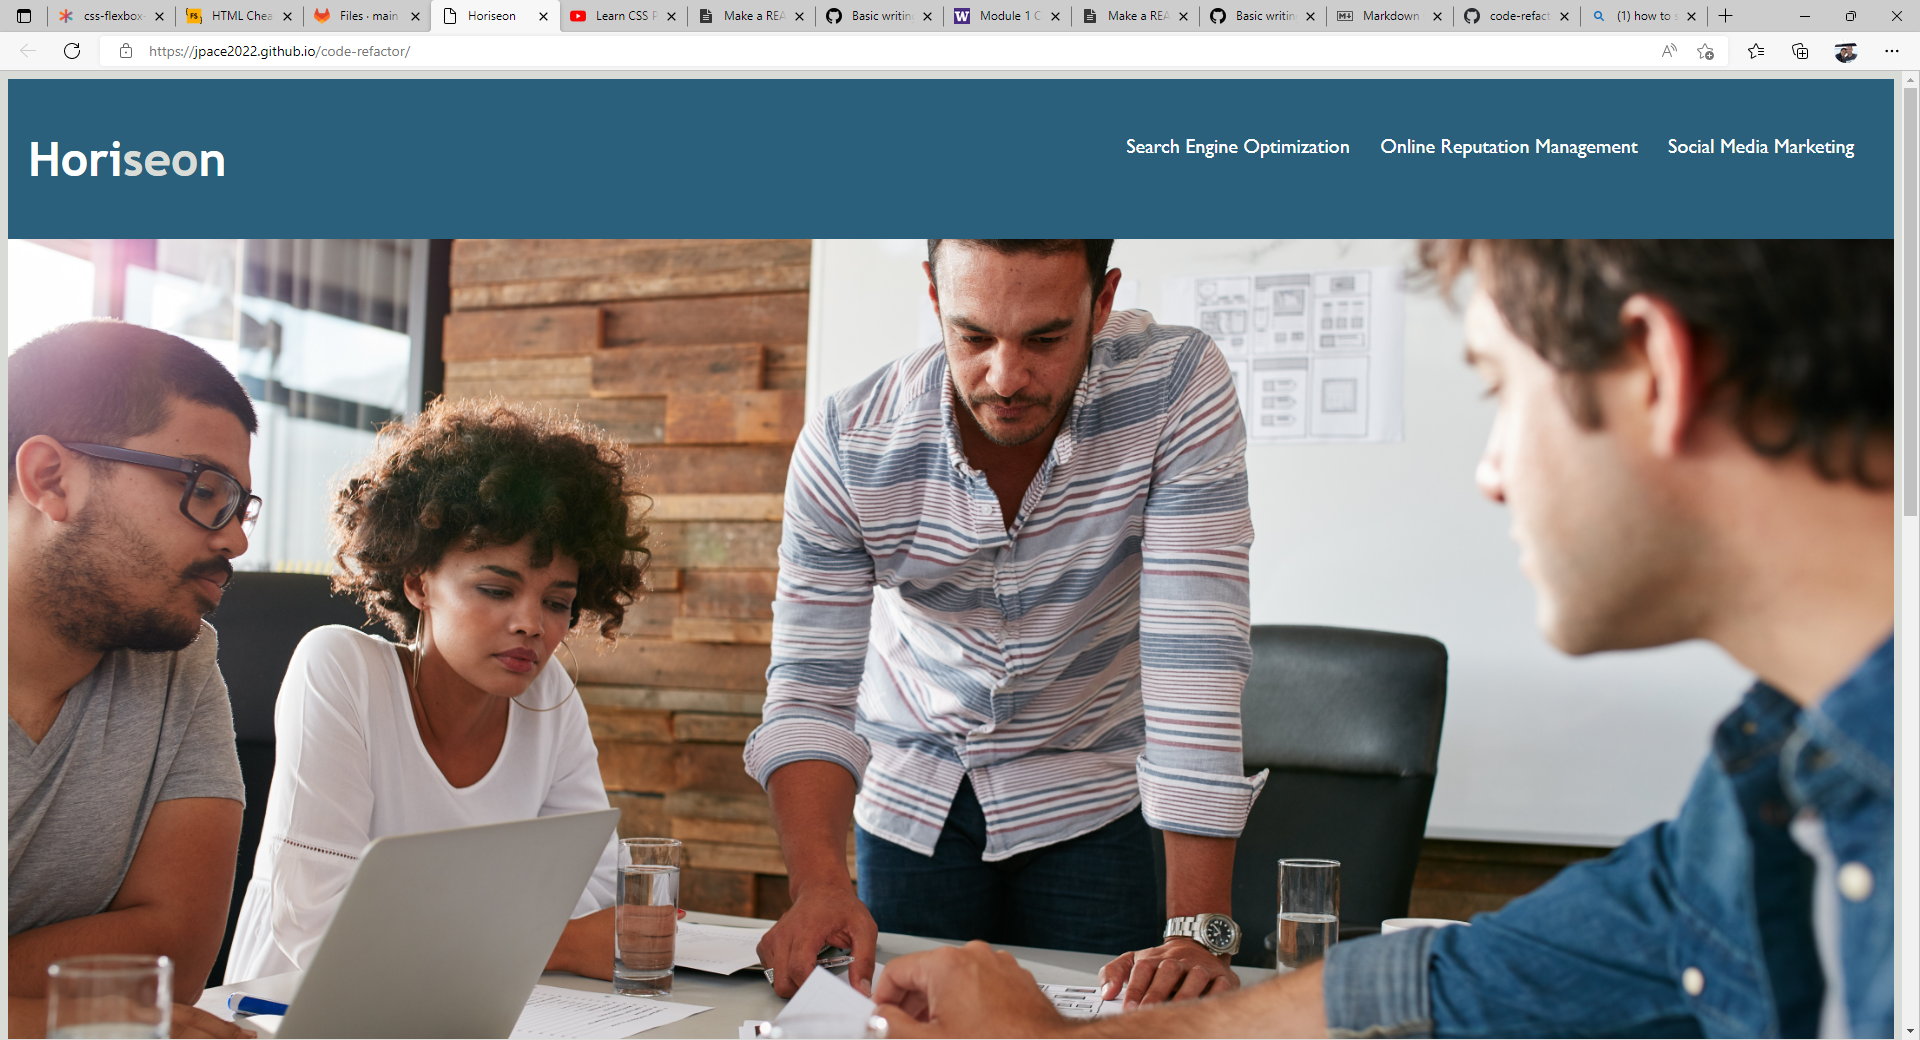 css-flexbox-
HTML Chea
Files · main
Horiseon
Learn CSS P
Make a REA
Basic writin
Module 1 C
Make a REA
Basic writin
Markdown
code-refact
(1) how to s
https://jpace2022.github.io/code-refactor/
Horiseon
Search Engine Optimization
Online Reputation Management
Social Media Marketing